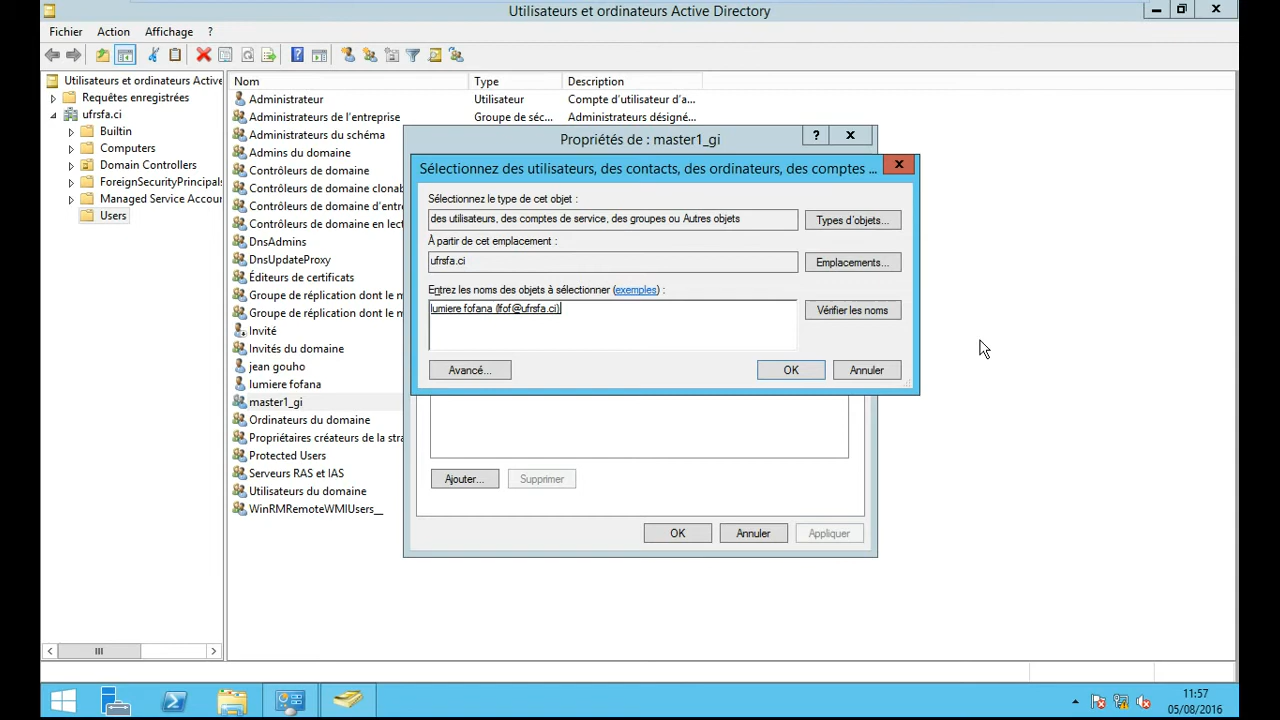 Utilisateurs et ordinateurs Active Directory
Fichier Action Affichage ?
Utilisateurs et ordinateurs Active
Requêtes enregistrées
ufrsfa.ci
Builtin
Computers
Domain Controllers
ForeignSecurityPrincipals
Managed Service Accour
Users
Nom Type Description
Administrateur Utilisateur Compte d'utilisateur d'a...
Administrateurs de l'entreprise Groupe de séc... Administrateurs désigné...
Administrateurs du schéma
Admins du domaine
Contrôleurs de domaine
Contrôleurs de domaine clonab
Contrôleurs de domaine d'entre
Contrôleurs de domaine en lect
DnsAdmins
DnsUpdateProxy
Éditeurs de certificats
Groupe de réplication dont le m
Groupe de réplication dont le m
Invité
Invités du domaine
jean gouho
lumiere fofana
master1_gi
Ordinateurs du domaine
Propriétaires créateurs de la stra
Protected Users
Serveurs RAS et IAS
Utilisateurs du domaine
WinRMRemoteWMIUsers__
Propriétés de : master1_gi
?
Sélectionnez des utilisateurs, des contacts, des ordinateurs, des comptes ...
Sélectionnez le type de cet objet :
des utilisateurs, des comptes de service, des groupes ou Autres objets
Types d'objets...
À partir de cet emplacement :
ufrsfa.ci
Emplacements...
Entrez les noms des objets à sélectionner (exemples) :
lumiere fofana (lfof@ufrsfa.ci)
Vérifier les noms
Avancé... OK Annuler
Ajouter... Supprimer
OK Annuler Appliquer
11:57
05/08/2016